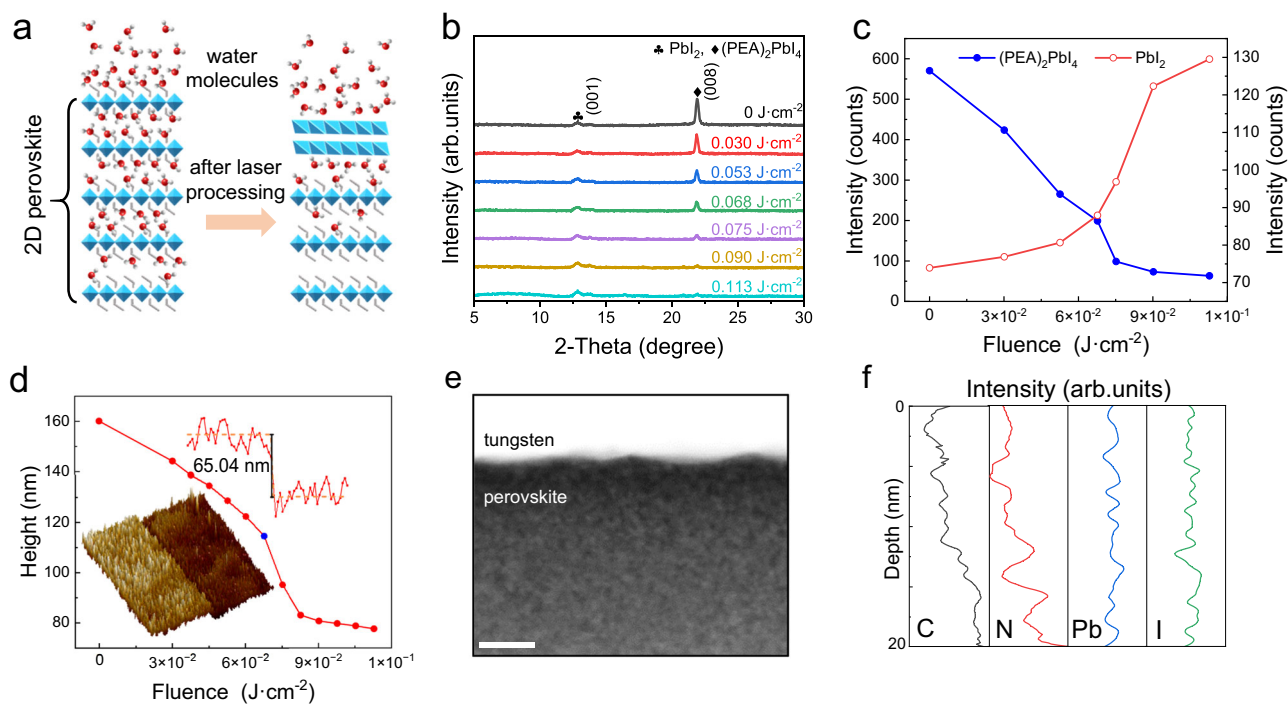 a
water
molecules
2D perovskite
after laser
processing
b
♣ PbI₂, ♦(PEA)₂PbI₄
(001)
(008)
0 J·cm⁻²
0.030 J·cm⁻²
0.053 J·cm⁻²
0.068 J·cm⁻²
0.075 J·cm⁻²
0.090 J·cm⁻²
0.113 J·cm⁻²
Intensity (arb.units)
5 10 15 20 25 30
2-Theta (degree)
c
(PEA)₂PbI₄ PbI₂
Intensity (counts)
600
500
400
300
200
100
0
130
120
110
100
90
80
70
Intensity (counts)
0 3×10⁻² 6×10⁻² 9×10⁻² 1×10⁻¹
Fluence (J·cm⁻²)
d
Height (nm)
160
140
120
100
80
65.04 nm
0 3×10⁻² 6×10⁻² 9×10⁻² 1×10⁻¹
Fluence (J·cm⁻²)
e
tungsten
perovskite
f
Intensity (arb.units)
0
Depth (nm)
20
C N Pb I